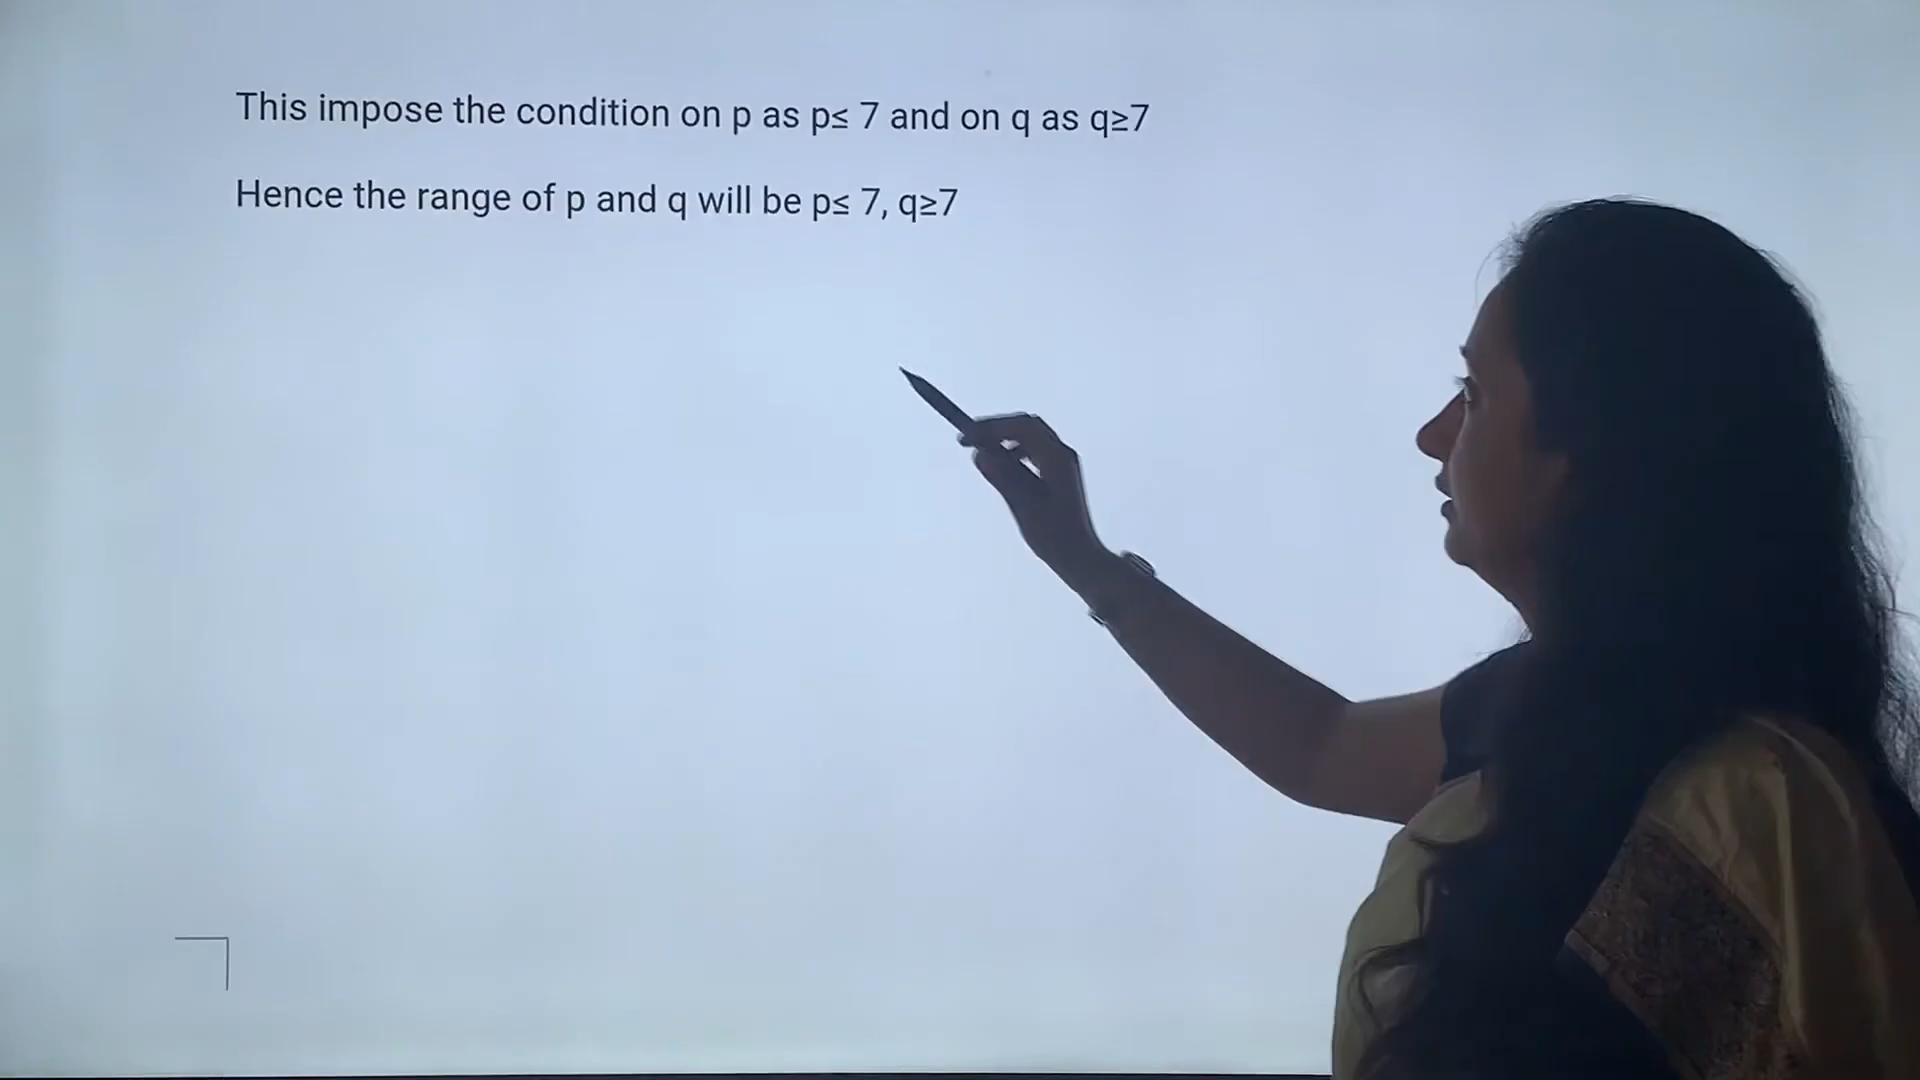 This impose the condition on p as p≤ 7 and on q as q≥7
Hence the range of p and q will be p≤ 7, q≥7